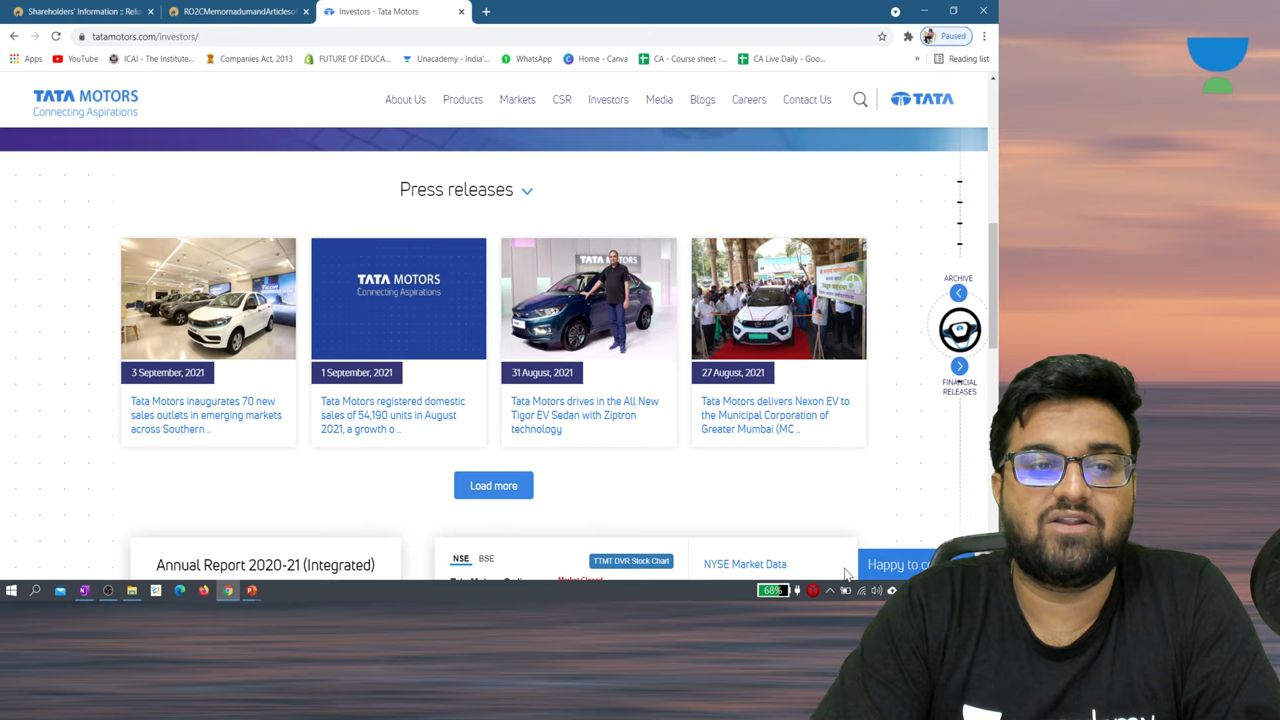 Shareholders' Information :: Relia
RO2CMemornadumandArticleso
Investors - Tata Motors
tatamotors.com/investors/
Paused
Apps
YouTube
ICAI - The Institute...
Companies Act, 2013
FUTURE OF EDUCA...
Unacademy - India'...
WhatsApp
Home - Canva
CA - Course sheet -...
CA Live Daily - Goo...
»
Reading list
TATA MOTORS
Connecting Aspirations
About Us
Products
Markets
CSR
Investors
Media
Blogs
Careers
Contact Us
TATA
Press releases
TATA MOTORS
Connecting Aspirations
TATA MOTORS
3 September, 2021
1 September, 2021
31 August, 2021
27 August, 2021
Tata Motors inaugurates 70 new
sales outlets in emerging markets
across Southern ..
Tata Motors registered domestic
sales of 54,190 units in August
2021, a growth o ..
Tata Motors drives in the All New
Tigor EV Sedan with Ziptron
technology
Tata Motors delivers Nexon EV to
the Municipal Corporation of
Greater Mumbai (MC ..
ARCHIVE
FINANCIAL
RELEASES
Load more
Annual Report 2020-21 (Integrated)
NSE
BSE
TTMT DVR Stock Chart
NYSE Market Data
Market Closed
Happy to
68%